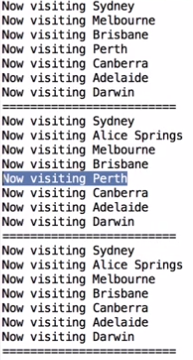 Now visiting Sydney
Now visiting Melbourne
Now visiting Brisbane
Now visiting Perth
Now visiting Canberra
Now visiting Adelaide
Now visiting Darwin
=========================
Now visiting Sydney
Now visiting Alice Springs
Now visiting Melbourne
Now visiting Brisbane
Now visiting Perth
Now visiting Canberra
Now visiting Adelaide
Now visiting Darwin
=========================
Now visiting Sydney
Now visiting Alice Springs
Now visiting Melbourne
Now visiting Brisbane
Now visiting Canberra
Now visiting Adelaide
Now visiting Darwin
=========================